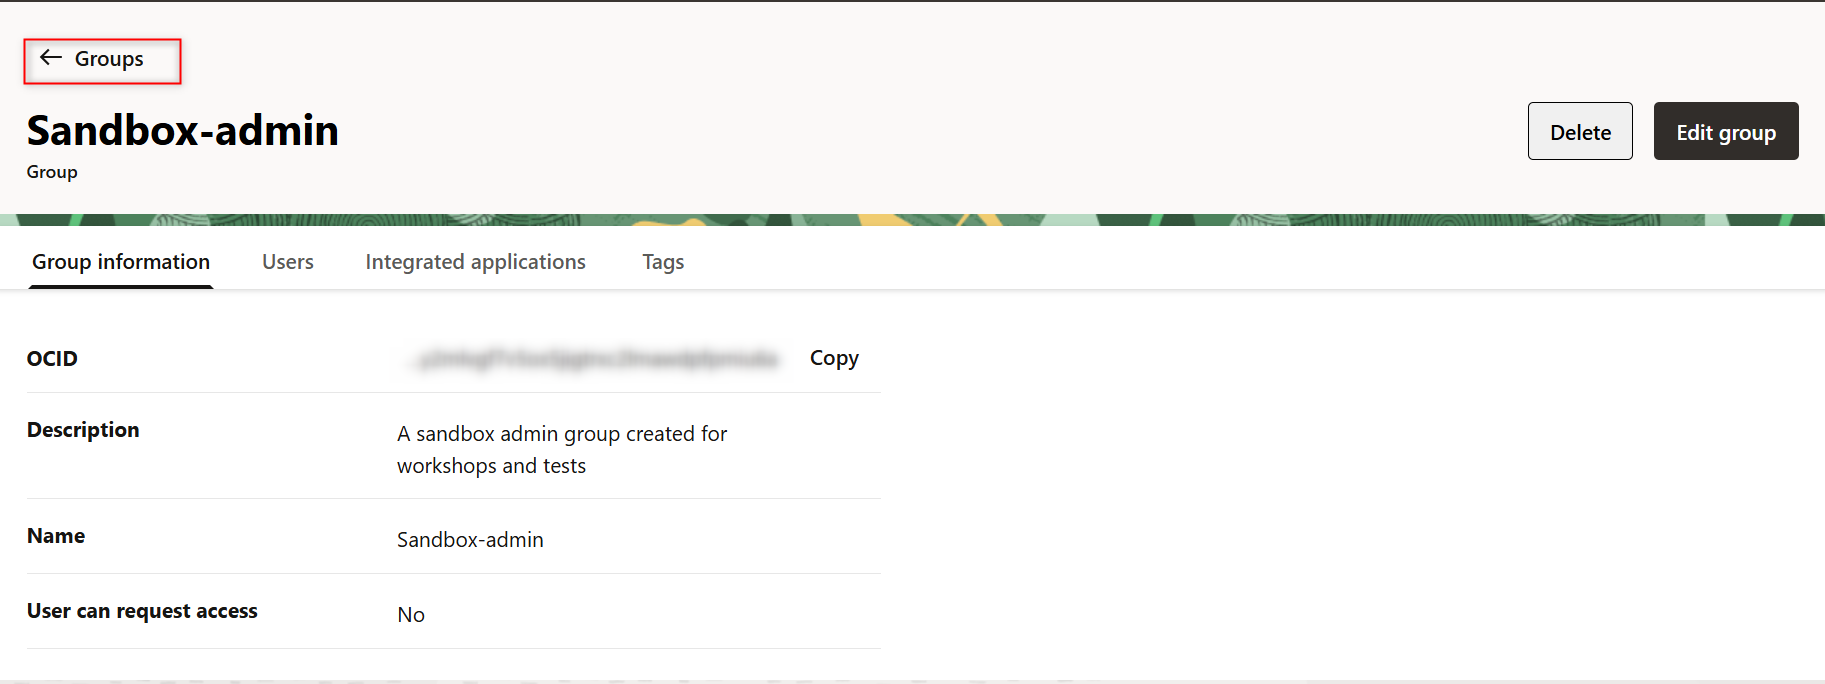 ← Groups
Sandbox-admin
Group
Delete
Edit group
Group information
Users
Integrated applications
Tags
OCID
Copy
Description
A sandbox admin group created for
workshops and tests
Name
Sandbox-admin
User can request access
No